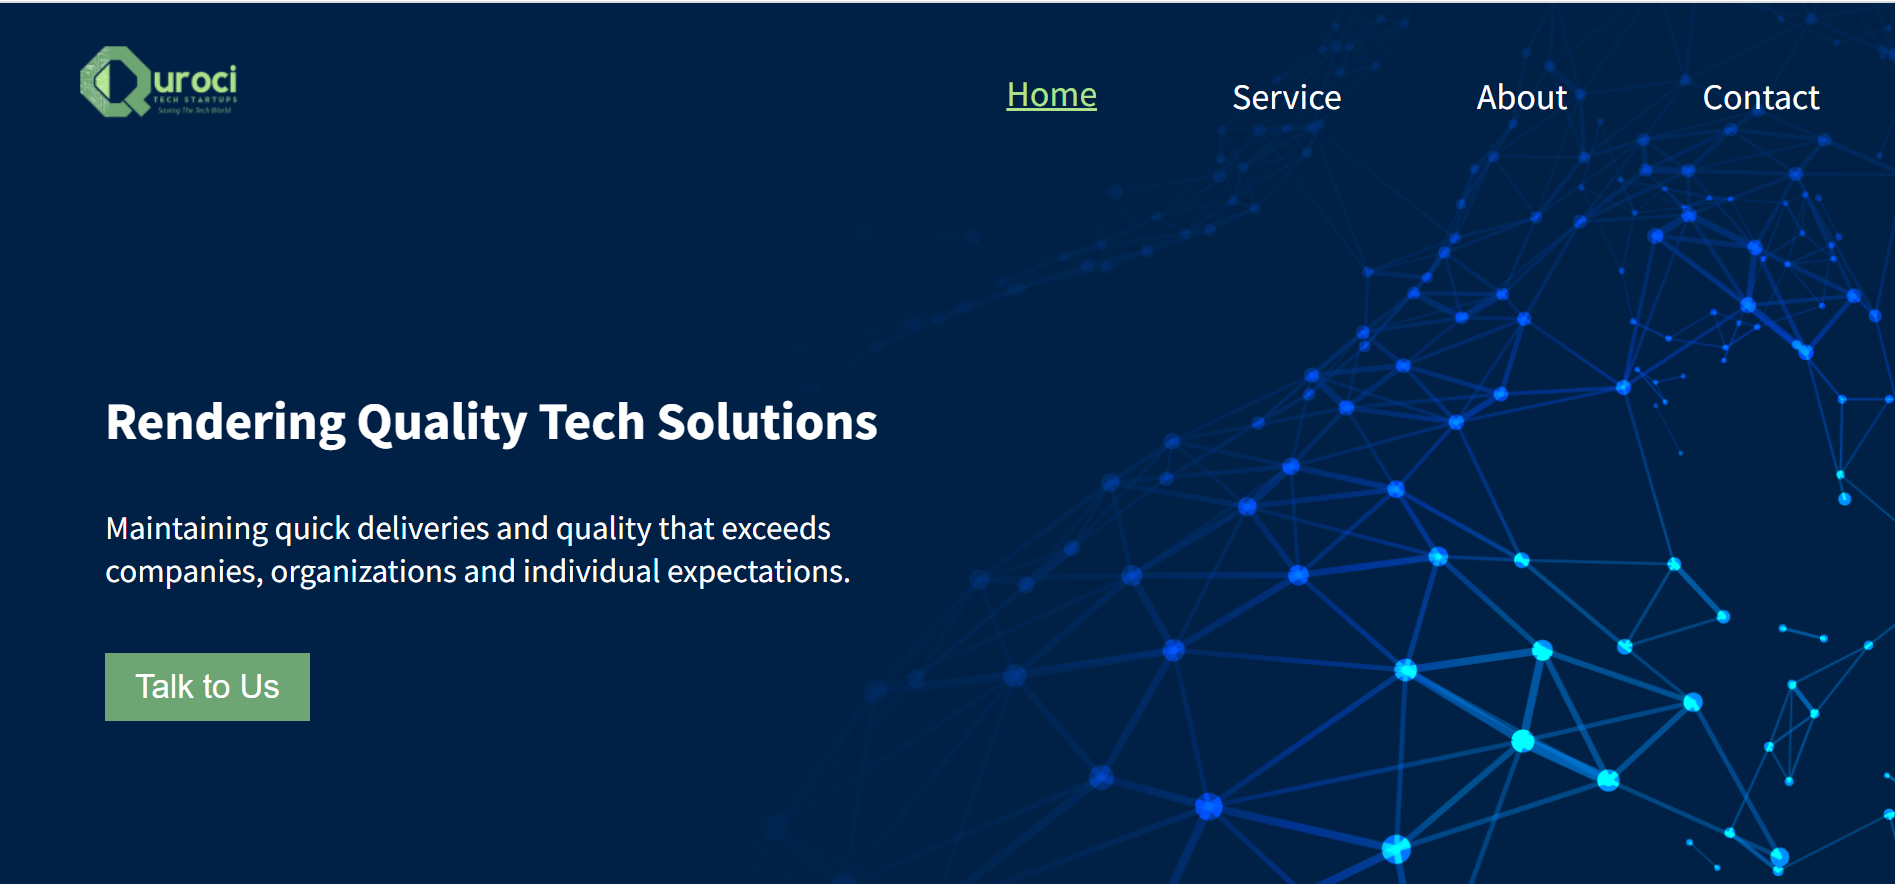 Quroci
TECH STARTUPS
Saving The Tech World
Home
Service
About
Contact
Rendering Quality Tech Solutions
Maintaining quick deliveries and quality that exceeds
companies, organizations and individual expectations.
Talk to Us